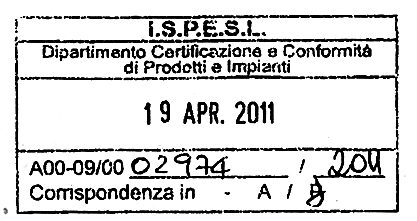 I.S.P.E.S.L.
Dipartimento Certificazione e Conformità
di Prodotti e Impianti
19 APR. 2011
A00-09/00 02974 / 2011
Corrispondenza in - A / P